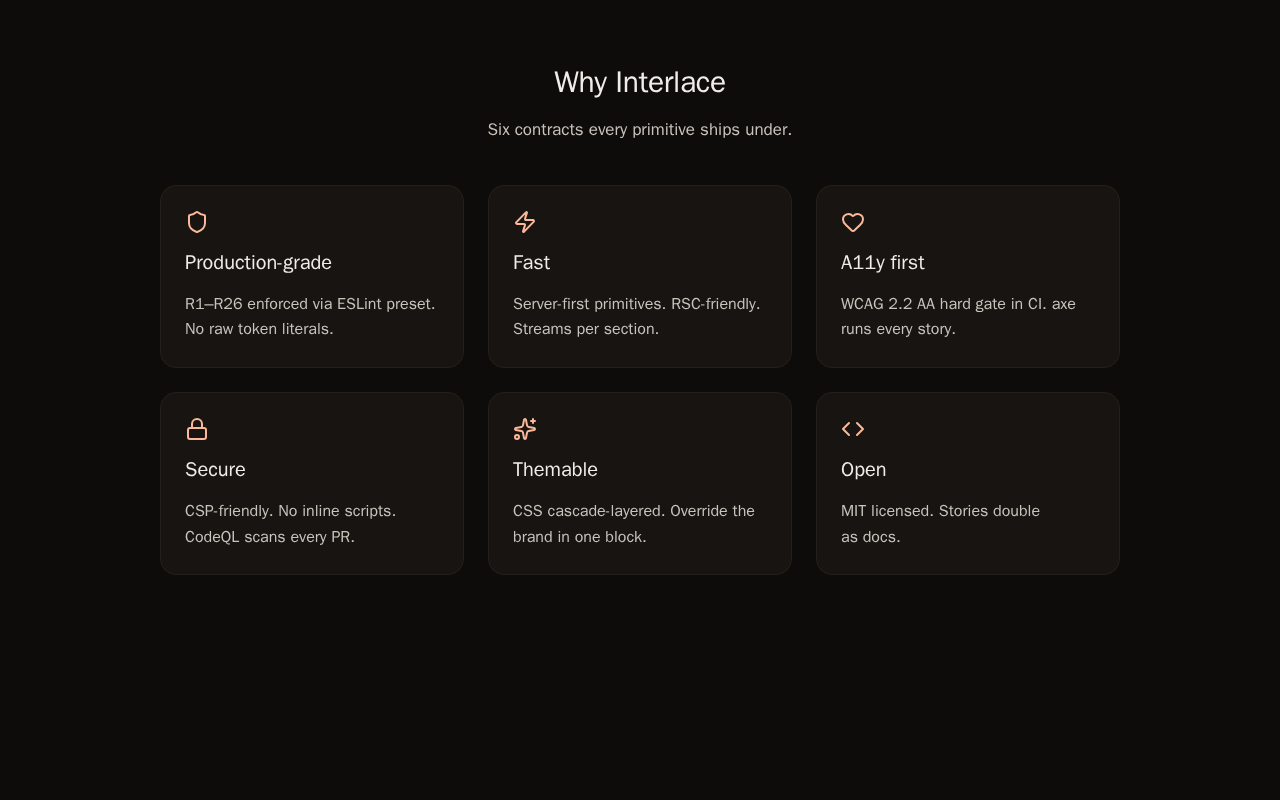 Why Interlace
Six contracts every primitive ships under.
Production-grade
R1–R26 enforced via ESLint preset.
No raw token literals.
Fast
Server-first primitives. RSC-friendly.
Streams per section.
A11y first
WCAG 2.2 AA hard gate in CI. axe
runs every story.
Secure
CSP-friendly. No inline scripts.
CodeQL scans every PR.
Themable
CSS cascade-layered. Override the
brand in one block.
Open
MIT licensed. Stories double
as docs.